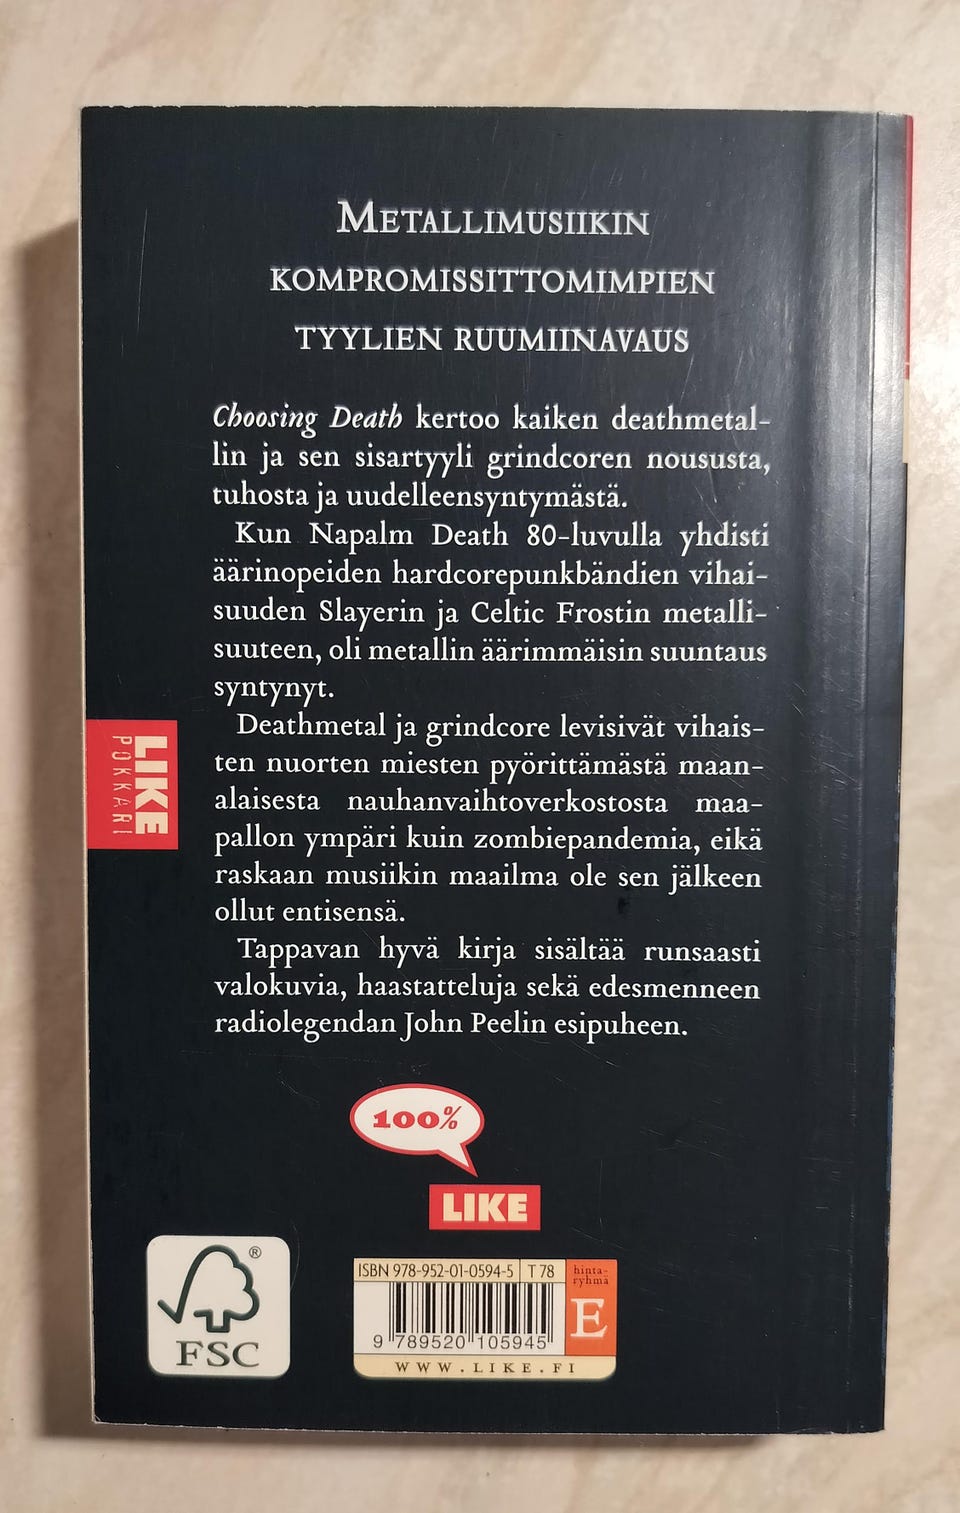 METALLIMUSIIKIN
KOMPROMISSITTOMIMPIEN
TYYLIEN RUUMIINAVAUS
Choosing Death kertoo kaiken deathmetal-
lin ja sen sisartyyli grindcoren noususta,
tuhosta ja uudelleensyntymästä.
Kun Napalm Death 80-luvulla yhdisti
äärinopeiden hardcorepunkbändien vihai-
suuden Slayerin ja Celtic Frostin metalli-
suuteen, oli metallin äärimmäisin suuntaus
syntynyt.
Deathmetal ja grindcore levisivät vihais-
ten nuorten miesten pyörittämästä maan-
alaisesta nauhanvaihtoverkostosta maa-
pallon ympäri kuin zombiepandemia, eikä
raskaan musiikin maailma ole sen jälkeen
ollut entisensä.
Tappavan hyvä kirja sisältää runsaasti
valokuvia, haastatteluja sekä edesmenneen
radiolegendan John Peelin esipuheen.
LIKE
POKKARI
100%
LIKE
® 
FSC
ISBN 978-952-01-0594-5 T 78
hinta-
ryhmä
E
9 789520 105945
WWW.LIKE.FI